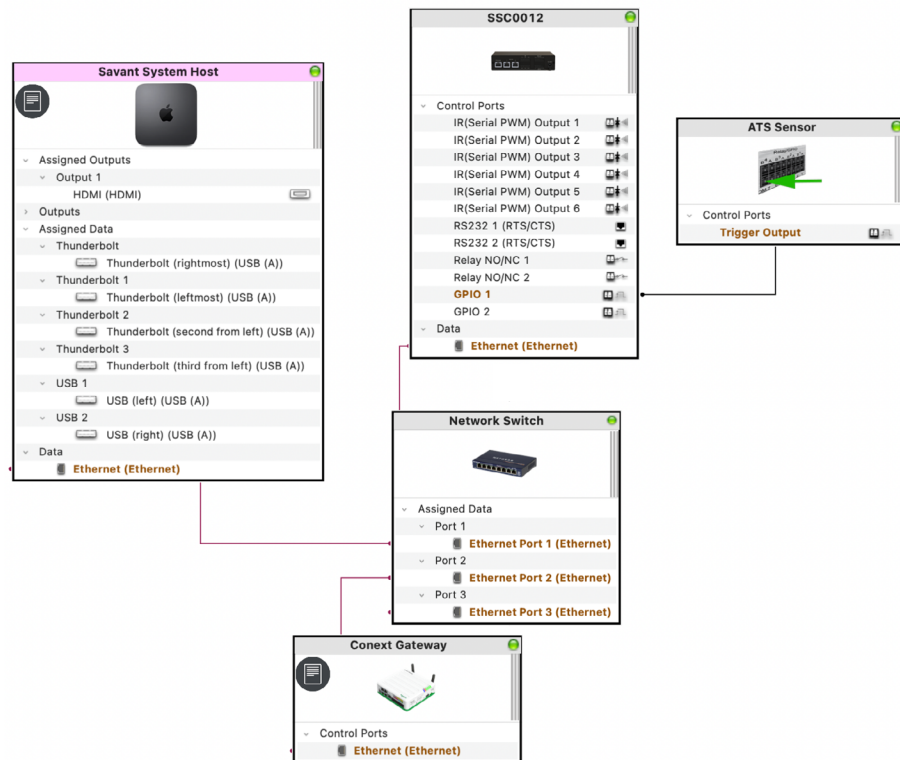 SSC0012
Control Ports
IR(Serial PWM) Output 1
IR(Serial PWM) Output 2
IR(Serial PWM) Output 3
IR(Serial PWM) Output 4
IR(Serial PWM) Output 5
IR(Serial PWM) Output 6
RS232 1 (RTS/CTS)
RS232 2 (RTS/CTS)
Relay NO/NC 1
Relay NO/NC 2
GPIO 1
GPIO 2
Data
Ethernet (Ethernet)
Savant System Host
Assigned Outputs
Output 1
HDMI (HDMI)
Outputs
Assigned Data
Thunderbolt
Thunderbolt (rightmost) (USB (A))
Thunderbolt 1
Thunderbolt (leftmost) (USB (A))
Thunderbolt 2
Thunderbolt (second from left) (USB (A))
Thunderbolt 3
Thunderbolt (third from left) (USB (A))
USB 1
USB (left) (USB (A))
USB 2
USB (right) (USB (A))
Data
Ethernet (Ethernet)
ATS Sensor
Control Ports
Trigger Output
Network Switch
Assigned Data
Port 1
Ethernet Port 1 (Ethernet)
Port 2
Ethernet Port 2 (Ethernet)
Port 3
Ethernet Port 3 (Ethernet)
Conext Gateway
Control Ports
Ethernet (Ethernet)